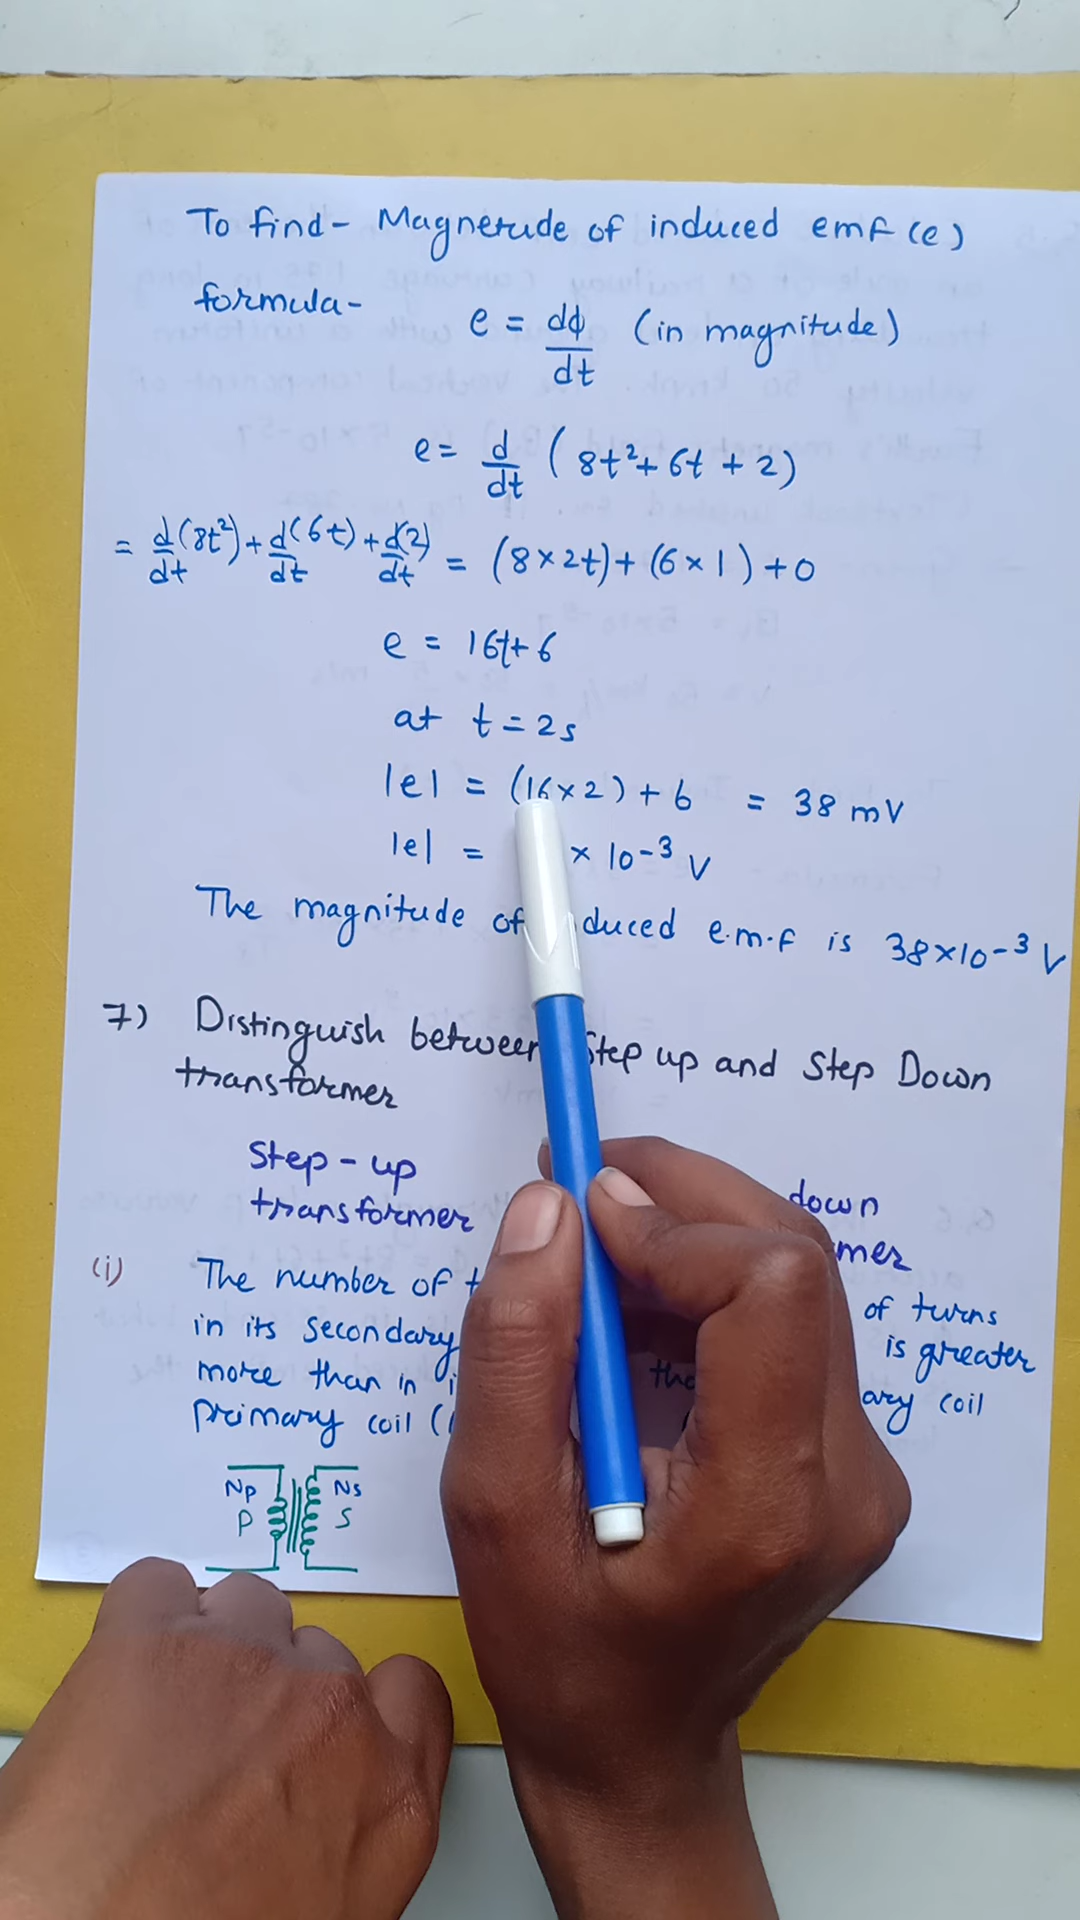 To find- Magnetude of induced emf (e)
formula- e = dϕ/dt (in magnitude)
e = d/dt (8t²+6t+2)
= d/dt(8t²) + d/dt(6t) + d/dt(2) = (8×2t)+(6×1)+0
e = 16t+6
at t = 2s
|e| = (16×2)+6 = 38 mV
|e| = × 10-³ V
The magnitude of duced e.m.f is 38×10-³ V
7) Distinguish between Step up and Step Down
transformer
Step-up
transformer
down
mer
(i) The number of
in its secondary
more than in
primary coil
of turns
is greater
coil
Np Ns
P S